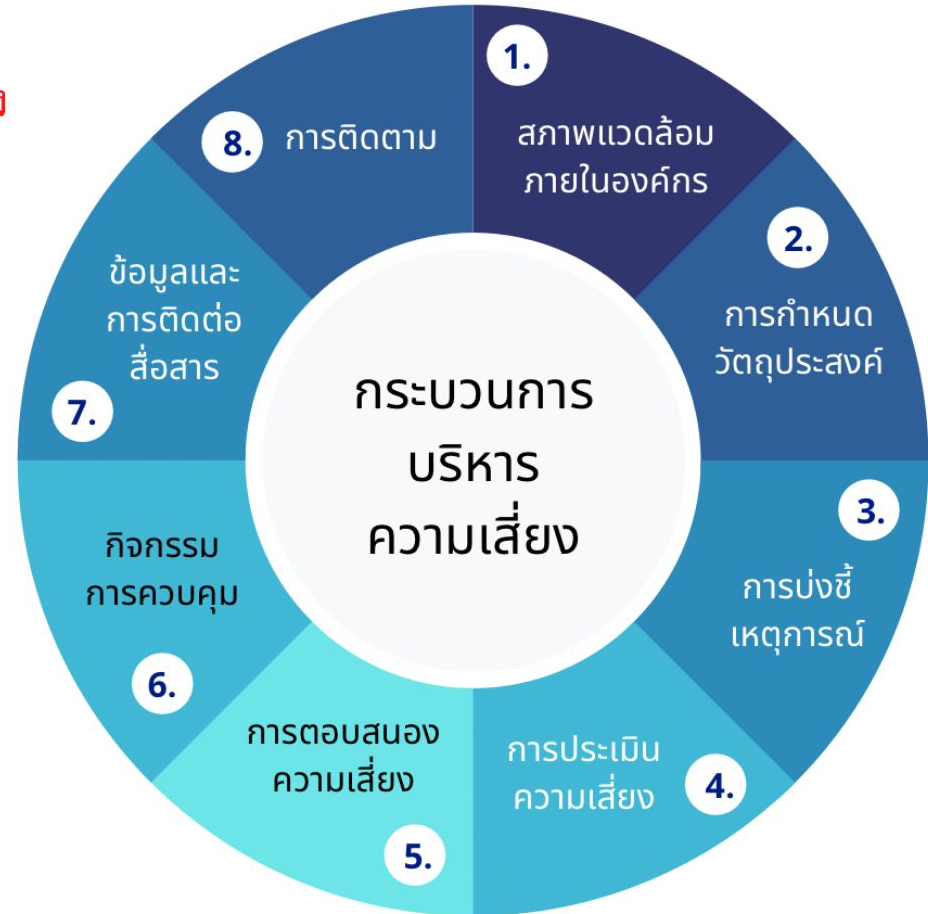 กระบวนการ
บริหาร
ความเสี่ยง
1.
สภาพแวดล้อม
ภายในองค์กร
2.
การกำหนด
วัตถุประสงค์
3.
การบ่งชี้
เหตุการณ์
4.
การประเมิน
ความเสี่ยง
5.
การตอบสนอง
ความเสี่ยง
6.
กิจกรรม
การควบคุม
7.
ข้อมูลและ
การติดต่อ
สื่อสาร
8.
การติดตาม